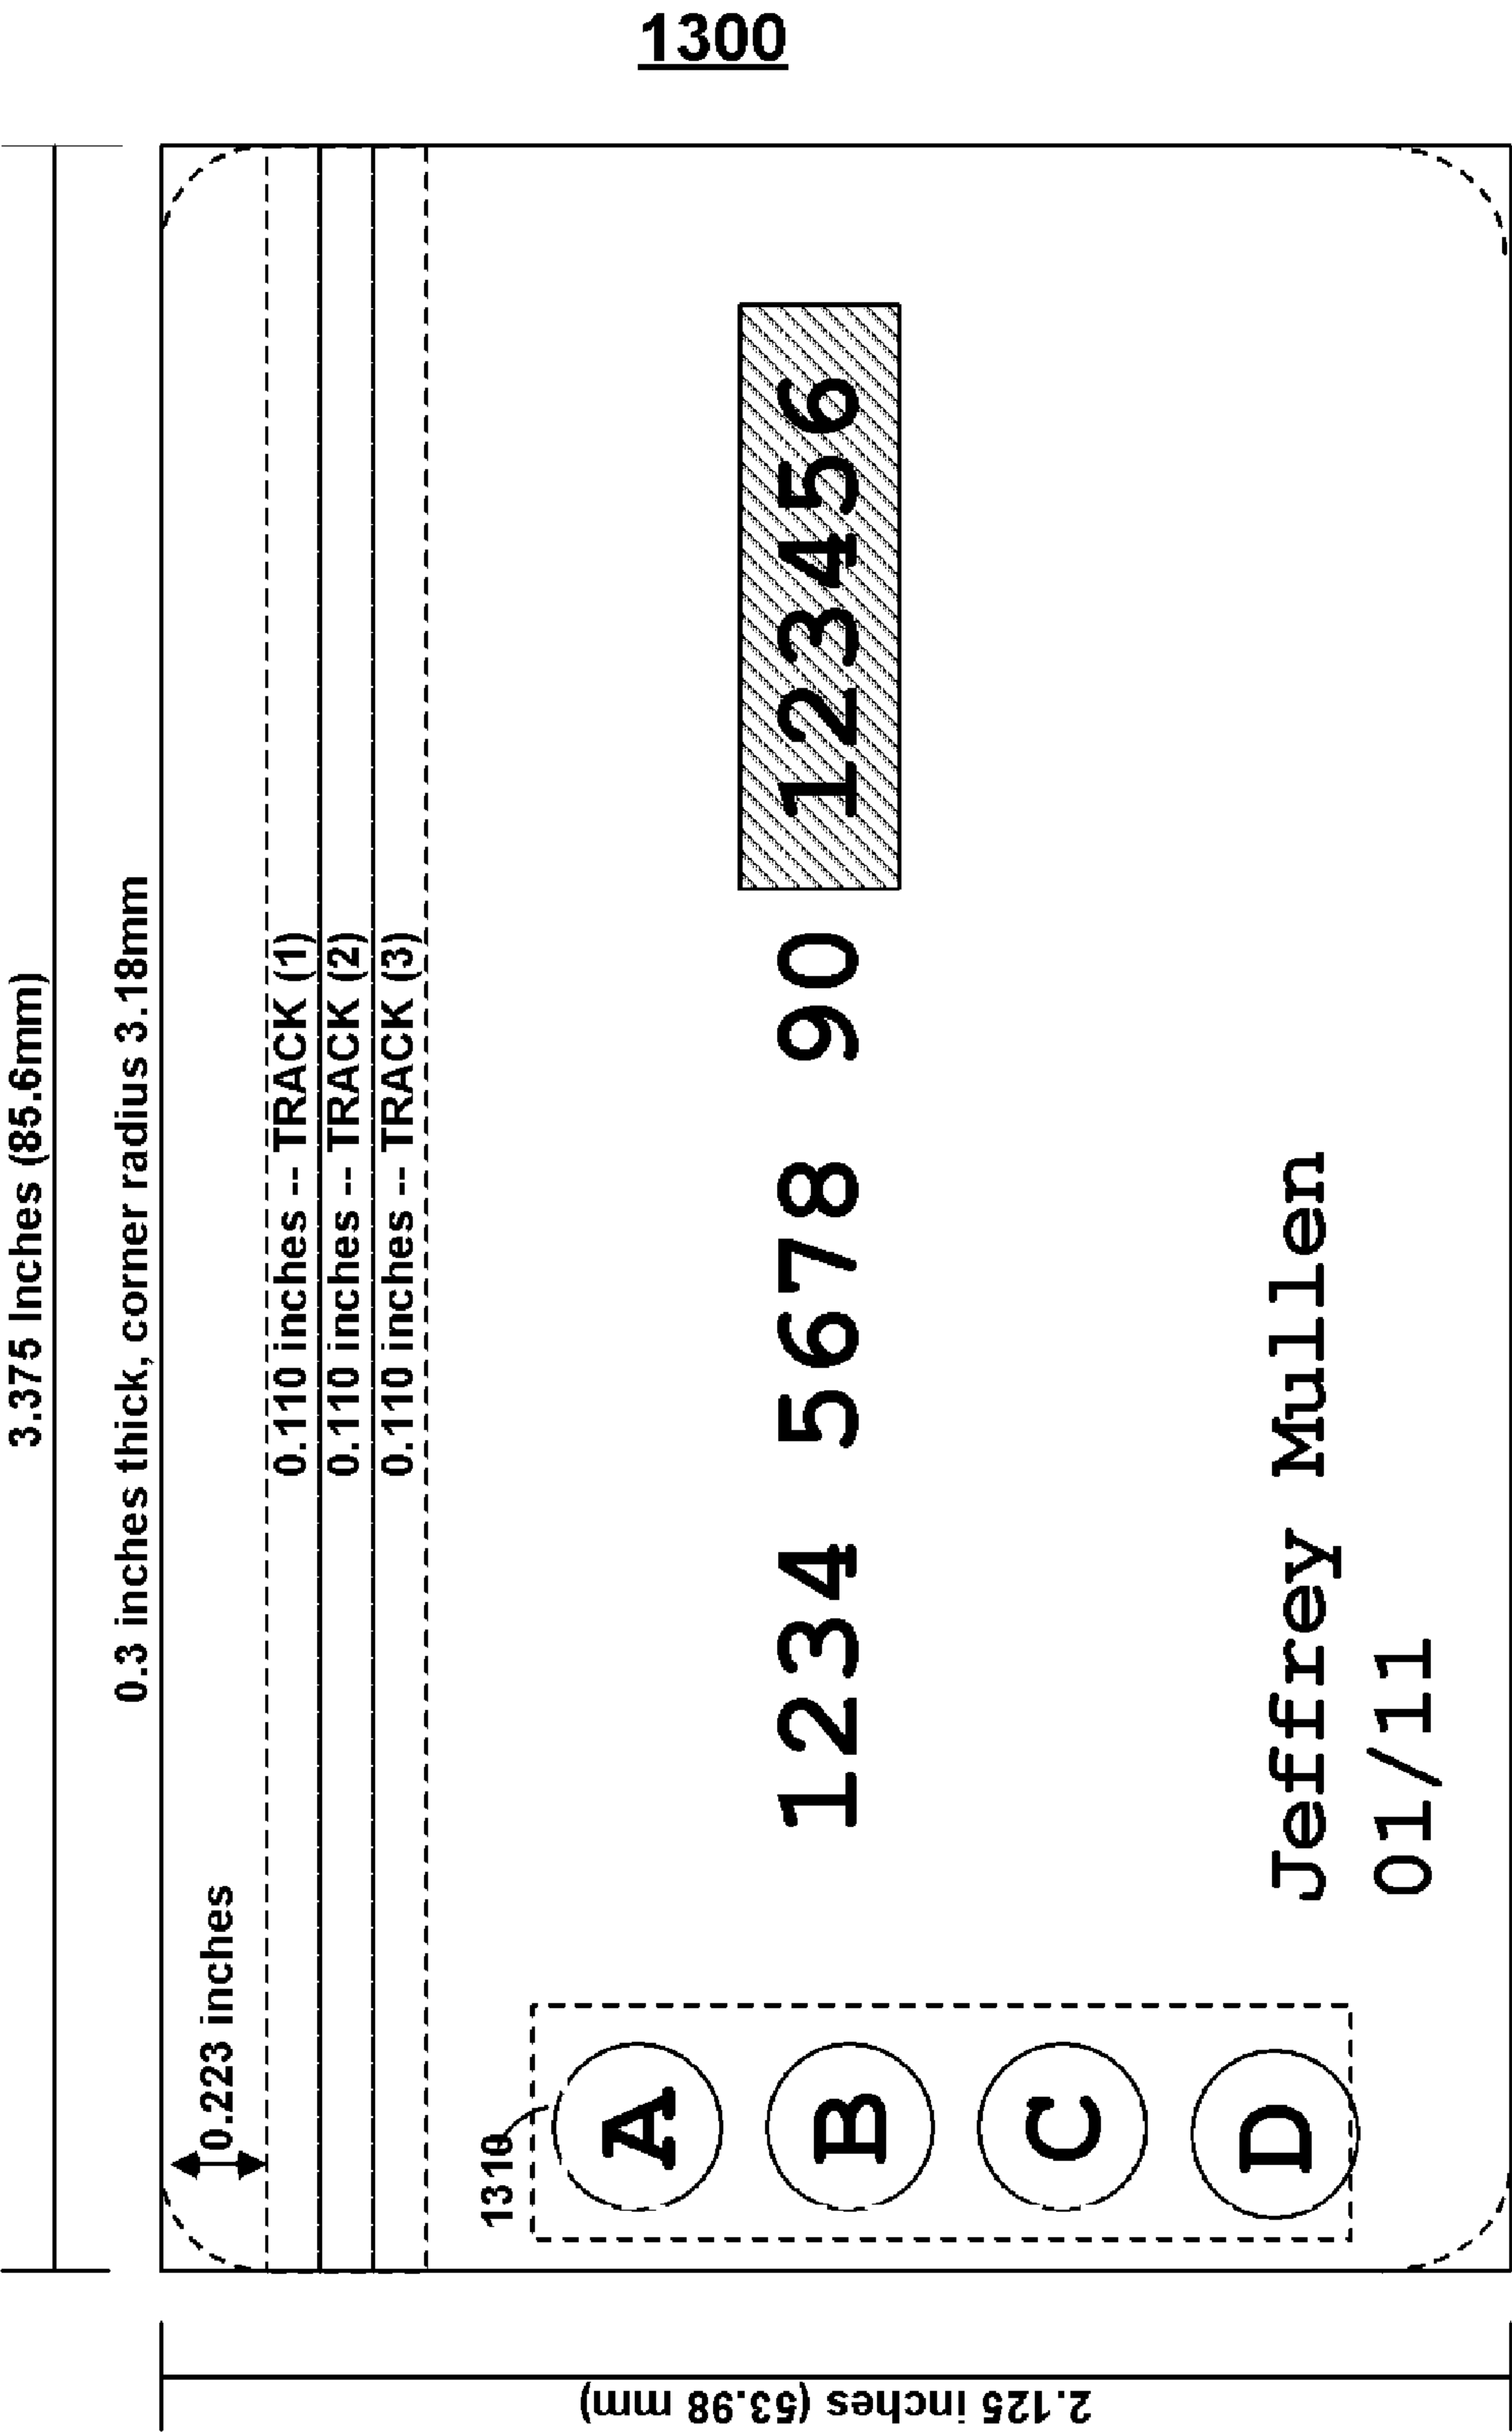 1300
3.375 Inches (85.6mm)
0.3 inches thick, corner radius 3.18mm
0.223 inches
0.110 inches -- TRACK (1)
0.110 inches -- TRACK (2)
0.110 inches -- TRACK (3)
1310
A
B
C
D
1234 5678 90 123456
Jeffrey Mullen
01/11
2.125 inches (53.98 mm)